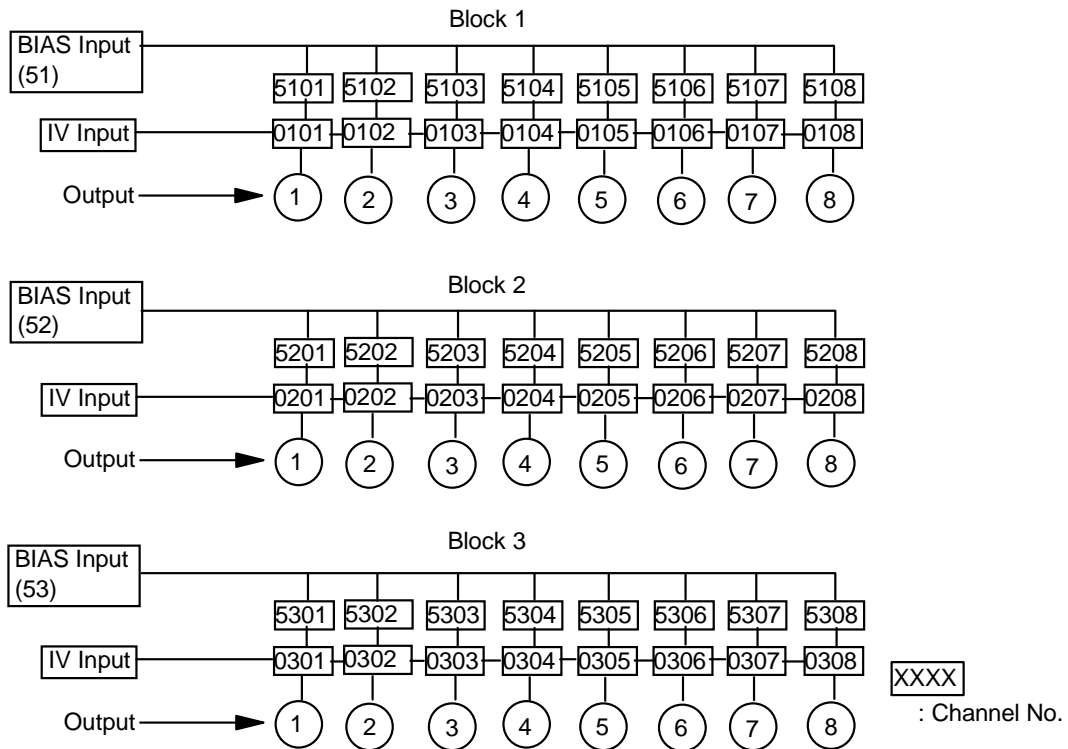 Block 1
BIAS Input
(51)
5101 5102 5103 5104 5105 5106 5107 5108
IV Input 0101 0102 0103 0104 0105 0106 0107 0108
Output 1 2 3 4 5 6 7 8
Block 2
BIAS Input
(52)
5201 5202 5203 5204 5205 5206 5207 5208
IV Input 0201 0202 0203 0204 0205 0206 0207 0208
Output 1 2 3 4 5 6 7 8
Block 3
BIAS Input
(53)
5301 5302 5303 5304 5305 5306 5307 5308
IV Input 0301 0302 0303 0304 0305 0306 0307 0308
XXXX
: Channel No.
Output 1 2 3 4 5 6 7 8